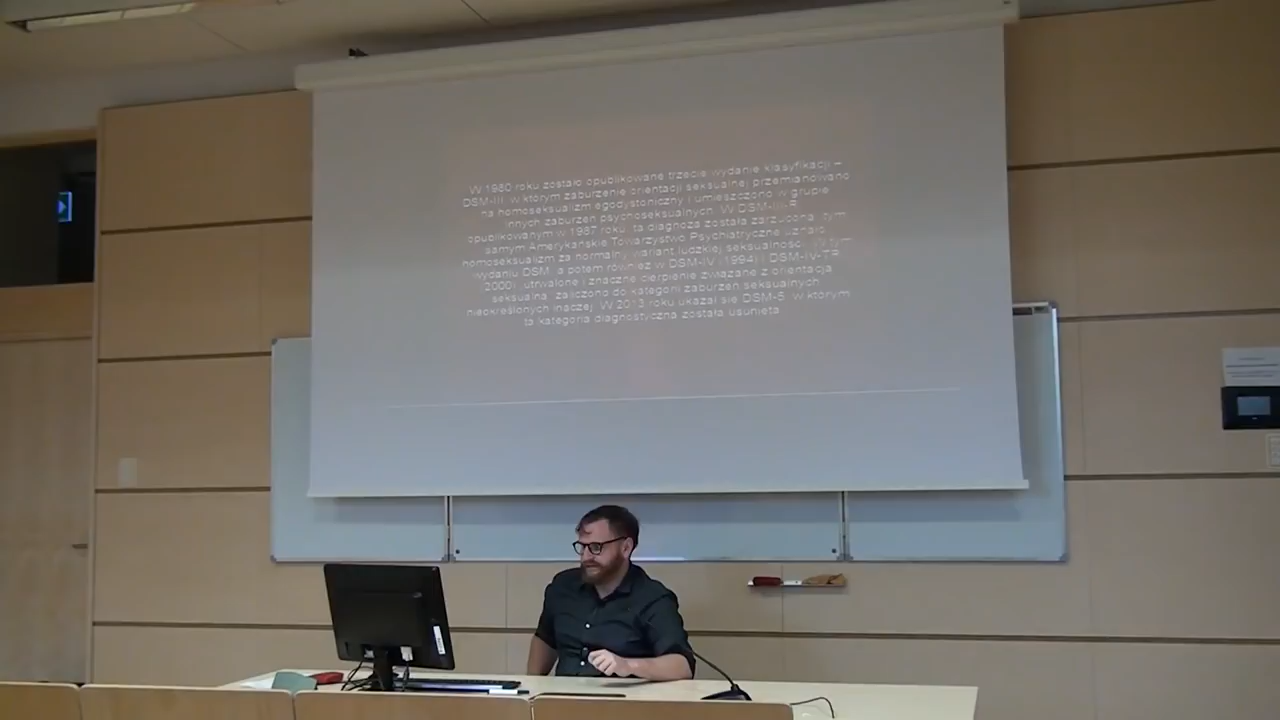 W 1980 roku zostało opublikowane trzecie wydanie klasyfikacji –
DSM-III, w którym zaburzenie orientacji seksualnej przemianowano
na homoseksualizm egodystoniczny i umieszczono w grupie
innych zaburzeń psychoseksualnych. W DSM-III-R,
opublikowanym w 1987 roku, ta diagnoza została zarzucona, tym
samym Amerykańskie Towarzystwo Psychiatryczne uznało
homoseksualizm za normalny wariant ludzkiej seksualności. W tym
wydaniu DSM, a potem również w DSM-IV (1994) i DSM-IV-TR
2000), utrwalone i znaczne cierpienie związane z orientacją
seksualną, zaliczono do kategorii zaburzeń seksualnych
nieokreślonych inaczej. W 2013 roku ukazał się DSM-5, w którym
ta kategoria diagnostyczna została usunięta.